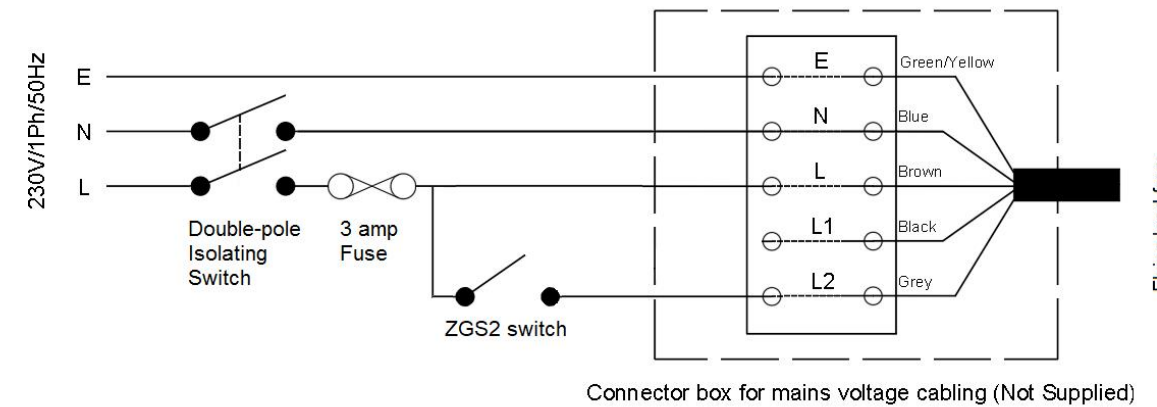 230V/1Ph/50Hz
E
N
L
Double-pole
Isolating
Switch
3 amp
Fuse
ZGS2 switch
E
Green/Yellow
N
Blue
L
Brown
L1
Black
L2
Grey
Connector box for mains voltage cabling (Not Supplied)